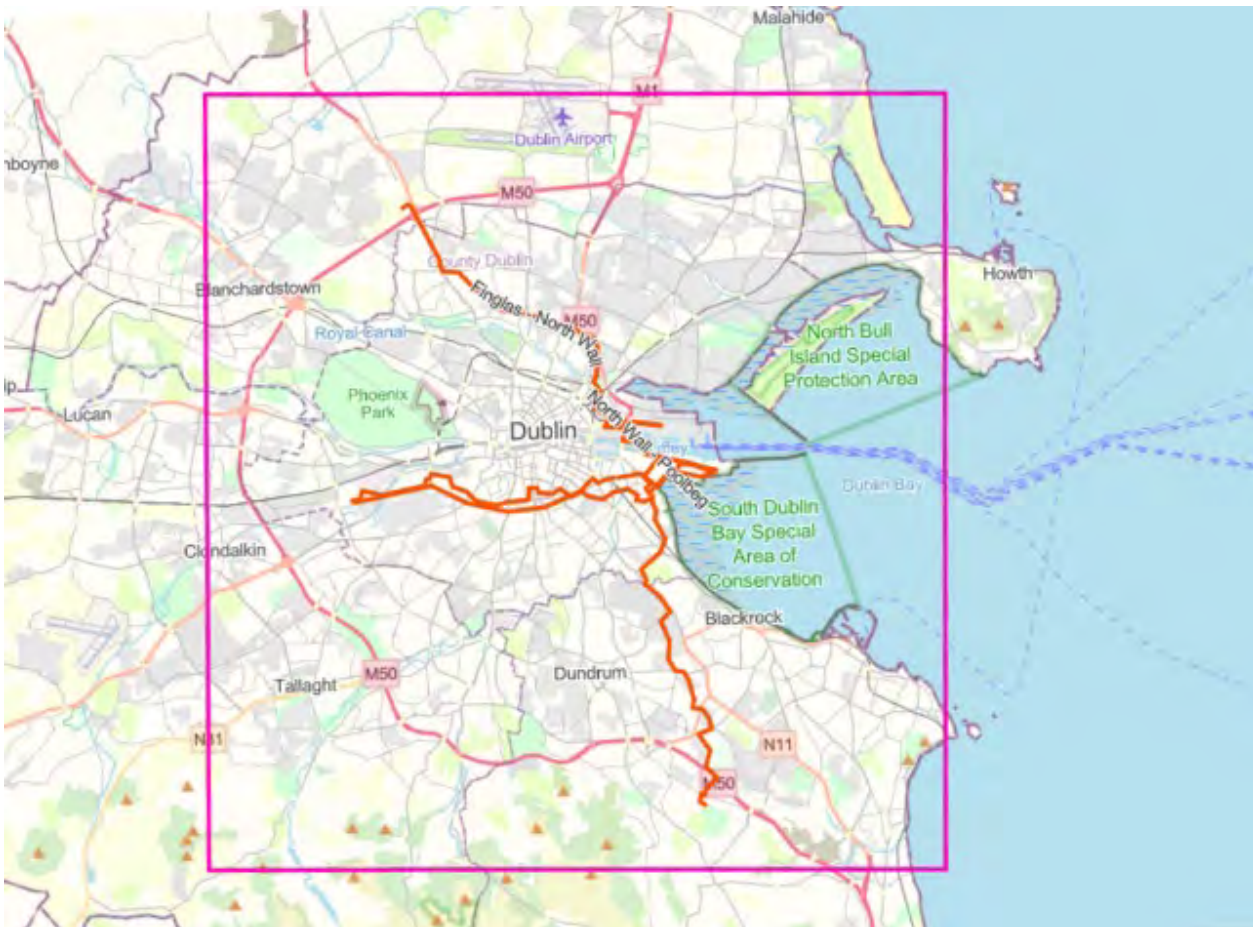 Malahide
M1
Dublin Airport
nboyne
M50
County Dublin
Howth
Blanchardstown
Finglas - North Wall
M50
Royal Canal
North Bull
Island Special
Protection Area
Phoenix
Park
Lucan
Dublin
North Wall - Poolbeg
Dublin Bay
South Dublin
Bay Special
Area of
Conservation
Clondalkin
Blackrock
Dundrum
M50
Tallaght
N81
N11
M50